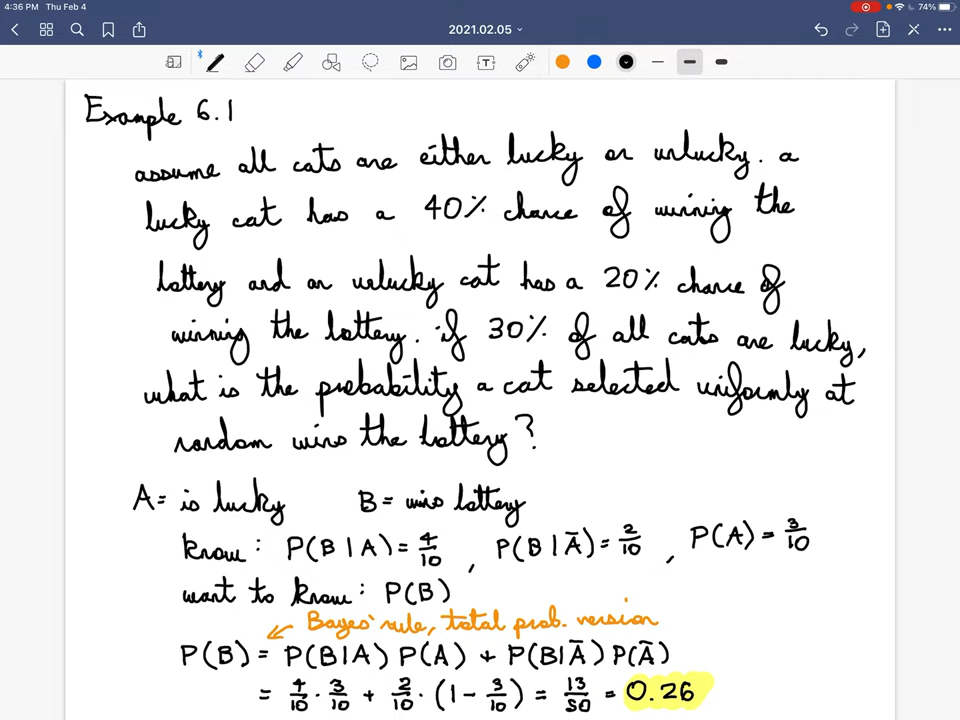 4:36 PM Thu Feb 4
74%
2021.02.05
Example 6.1
assume all cats are either lucky or unlucky. a
lucky cat has a 40% chance of winning the
lottery and an unlucky cat has a 20% chance of
winning the lottery. if 30% of all cats are lucky,
what is the probability a cat selected uniformly at
random wins the lottery?
A = is lucky B = wins lottery
know: P(B|A) = 4/10, P(B|Ā) = 2/10, P(A) = 3/10
want to know: P(B)
Bayes' rule, total prob. version
P(B) = P(B|A) P(A) + P(B|Ā) P(Ā)
= 4/10 · 3/10 + 2/10 · (1 - 3/10) = 13/50 = 0.26